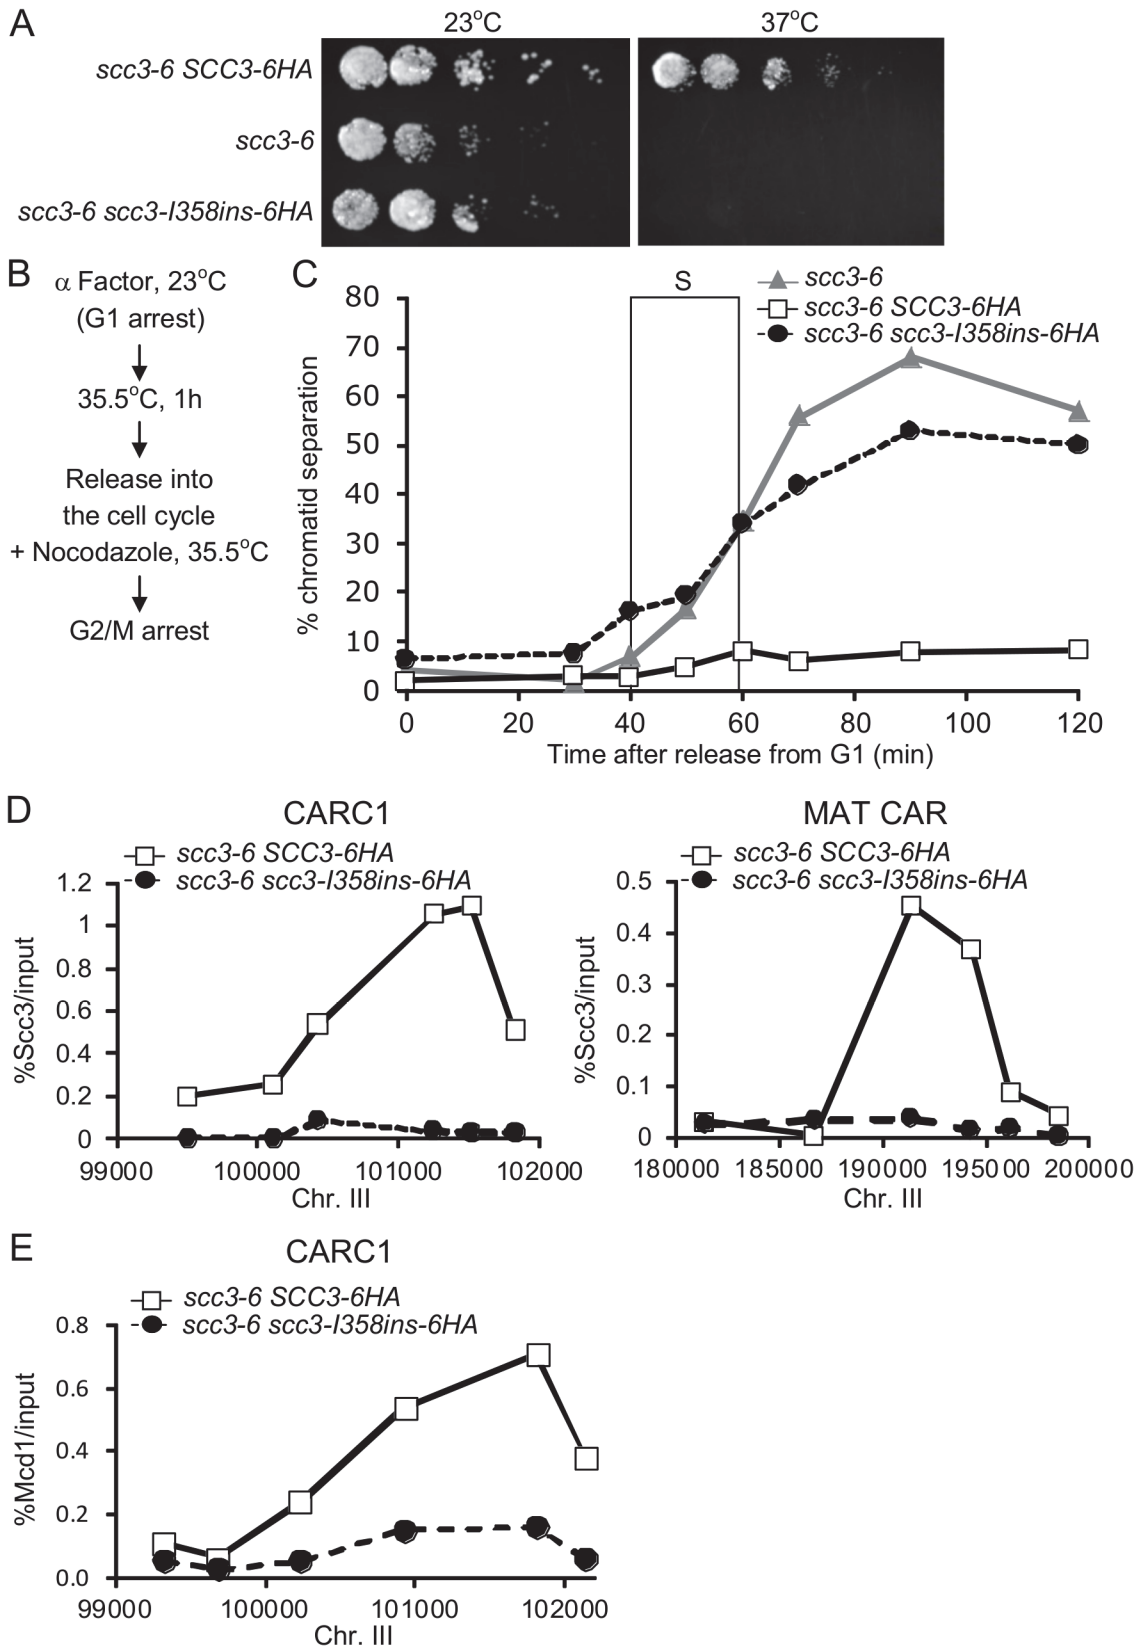 A
23°C 37°C
scc3-6 SCC3-6HA
scc3-6
scc3-6 scc3-I358ins-6HA
B
α Factor, 23°C
(G1 arrest)
35.5°C, 1h
Release into
the cell cycle
+ Nocodazole, 35.5°C
G2/M arrest
C
S
scc3-6
scc3-6 SCC3-6HA
scc3-6 scc3-I358ins-6HA
% chromatid separation
80
70
60
50
40
30
20
10
0
0 20 40 60 80 100 120
Time after release from G1 (min)
D
CARC1
scc3-6 SCC3-6HA
scc3-6 scc3-I358ins-6HA
%Scc3/input
1.2
1
0.8
0.6
0.4
0.2
0
99000 100000 101000 102000
Chr. III
MAT CAR
scc3-6 SCC3-6HA
scc3-6 scc3-I358ins-6HA
%Scc3/input
0.5
0.4
0.3
0.2
0.1
0
180000 185000 190000 195000 200000
Chr. III
E
CARC1
scc3-6 SCC3-6HA
scc3-6 scc3-I358ins-6HA
%Mcd1/input
0.8
0.6
0.4
0.2
0.0
99000 100000 101000 102000
Chr. III